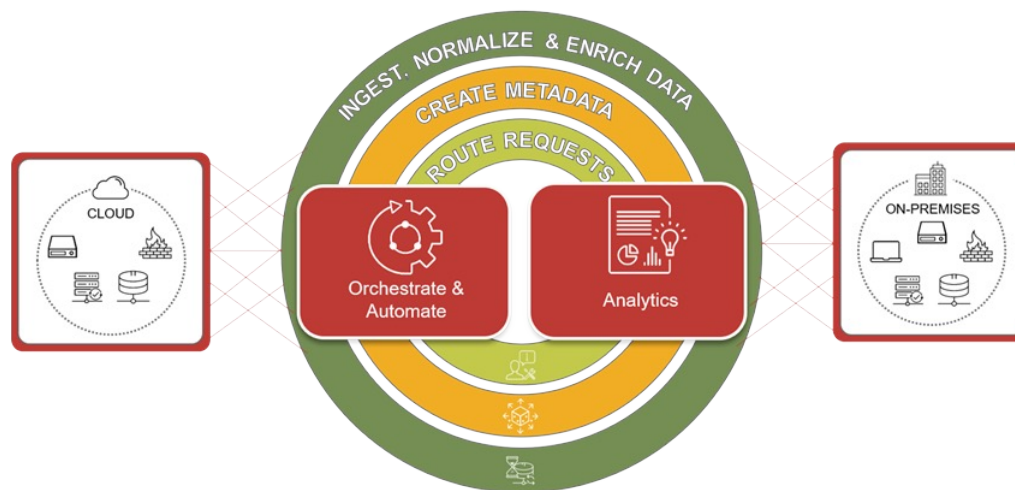 INGEST, NORMALIZE & ENRICH DATA
CREATE METADATA
ROUTE REQUESTS
CLOUD
ON-PREMISES
Orchestrate &
Automate
Analytics